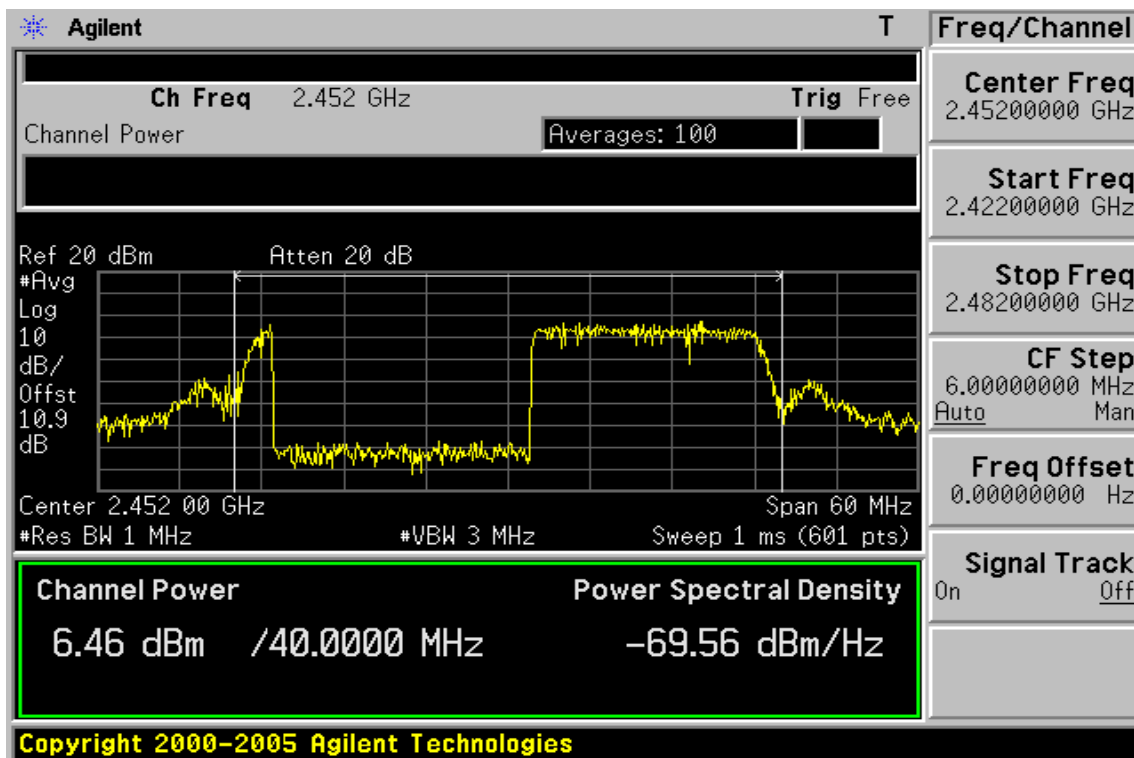 Agilent T
Ch Freq 2.452 GHz Trig Free
Channel Power Averages: 100
Ref 20 dBm Atten 20 dB
#Avg
Log
10
dB/
Offst
10.9
dB
Center 2.452 00 GHz Span 60 MHz
#Res BW 1 MHz #VBW 3 MHz Sweep 1 ms (601 pts)
Channel Power Power Spectral Density
6.46 dBm /40.0000 MHz -69.56 dBm/Hz
Copyright 2000-2005 Agilent Technologies
Freq/Channel
Center Freq
2.45200000 GHz
Start Freq
2.42200000 GHz
Stop Freq
2.48200000 GHz
CF Step
6.00000000 MHz
Auto Man
Freq Offset
0.00000000 Hz
Signal Track
On Off